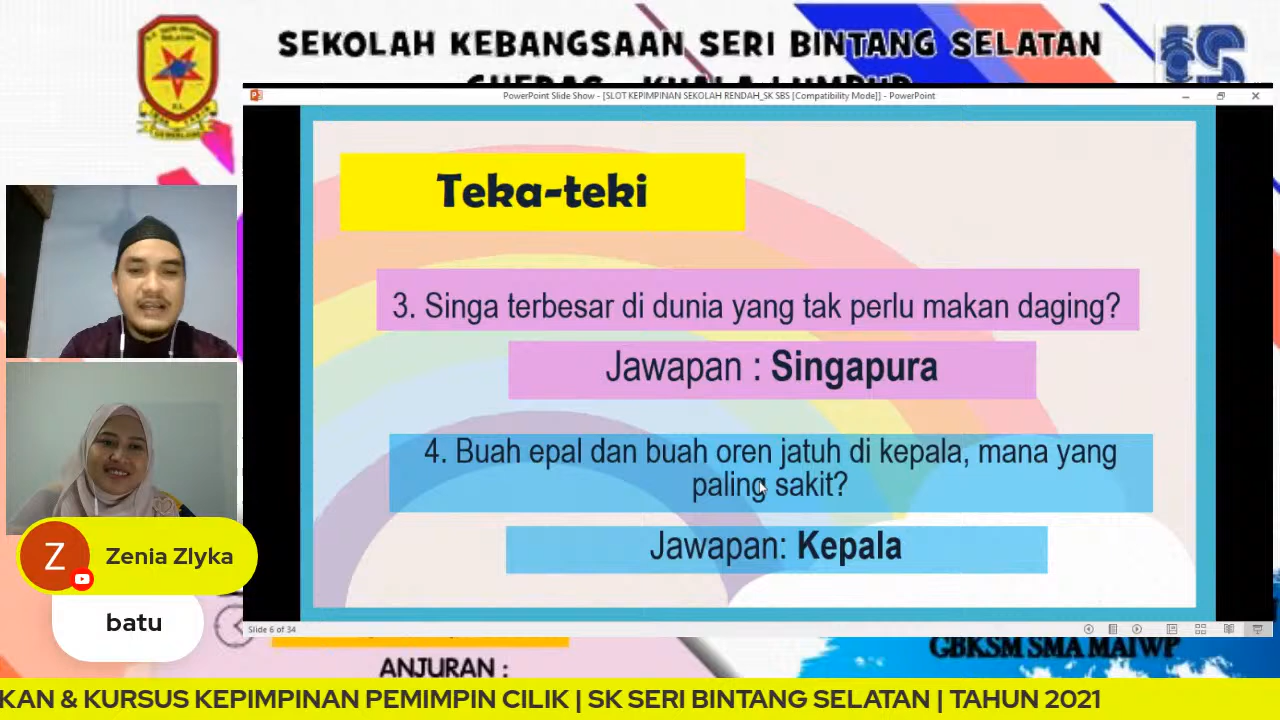 SEKOLAH KEBANGSAAN SERI BINTANG SELATAN
PowerPoint Slide Show - [SLOT KEPIMPINAN SEKOLAH RENDAH_SK SBS [Compatibility Mode]] - PowerPoint
Teka-teki
3. Singa terbesar di dunia yang tak perlu makan daging?
Jawapan : Singapura
4. Buah epal dan buah oren jatuh di kepala, mana yang
paling sakit?
Jawapan: Kepala
Z
Zenia Zlyka
batu
Slide 6 of 34
GBKSM SMA MAIWP
ANJURAN :
KAN & KURSUS KEPIMPINAN PEMIMPIN CILIK | SK SERI BINTANG SELATAN | TAHUN 2021